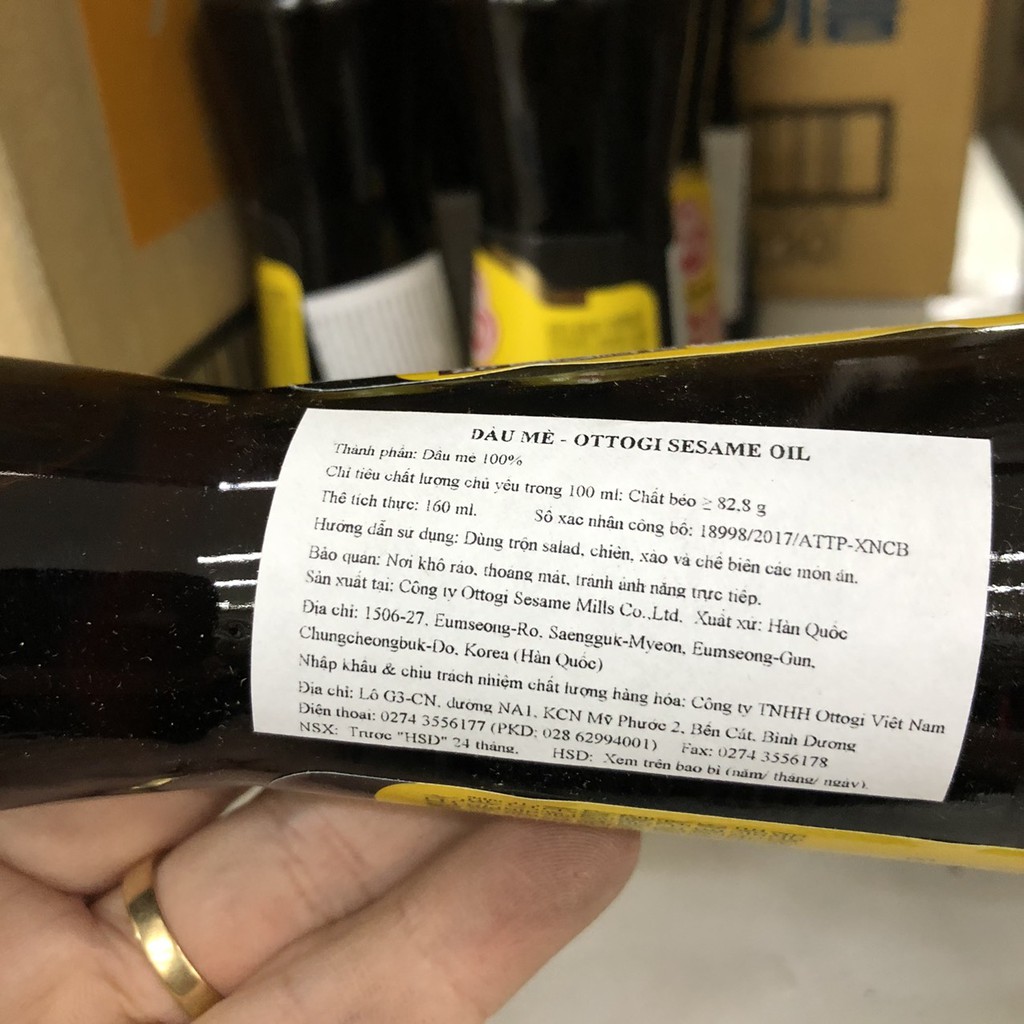 DẦU MÈ - OTTOGI SESAME OIL
Thành phần: Dầu mè 100%
Chỉ tiêu chất lượng chủ yếu trong 100 ml: Chất béo ≥ 82,8 g
Thể tích thực: 160 ml. Số xác nhận công bố: 18998/2017/ATTP-XNCB
Hướng dẫn sử dụng: Dùng trộn salad, chiên, xào và chế biến các món ăn.
Bảo quản: Nơi khô ráo, thoáng mát, tránh ánh nắng trực tiếp.
Sản xuất tại: Công ty Ottogi Sesame Mills Co.,Ltd. Xuất xứ: Hàn Quốc
Địa chỉ: 1506-27, Eumseong-Ro, Saengguk-Myeon, Eumseong-Gun,
Chungcheongbuk-Do, Korea (Hàn Quốc)
Nhập khẩu & chịu trách nhiệm chất lượng hàng hóa: Công ty TNHH Ottogi Việt Nam
Địa chỉ: Lô G3-CN, đường NA1, KCN Mỹ Phước 2, Bến Cát, Bình Dương
Điện thoại: 0274 3556177 (PKD: 028 62994001) Fax: 0274 3556178
NSX: Trước "HSD" 24 tháng. HSD: Xem trên bao bì (năm/ tháng/ ngày).